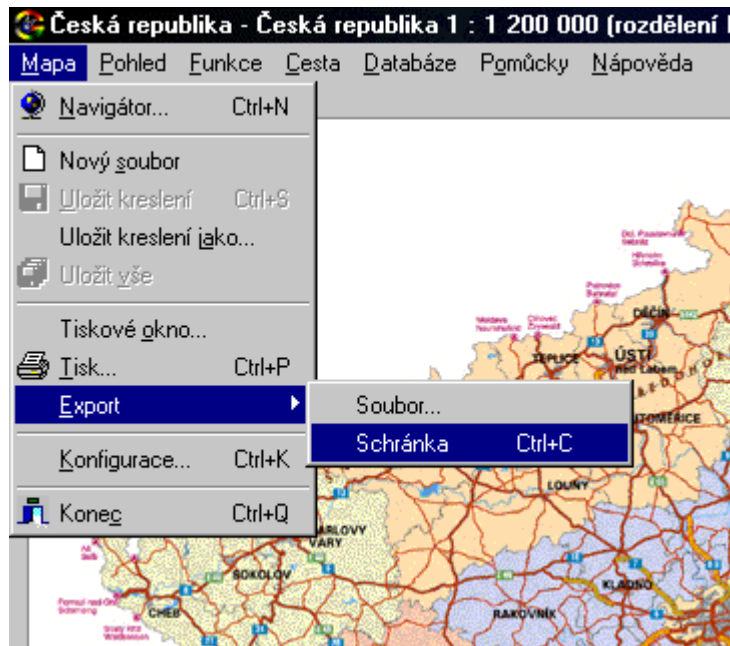 Česká republika - Česká republika 1 : 1 200 000 (rozdělení
Mapa Pohled Funkce Cesta Databáze Pomůcky Nápověda
Navigátor... Ctrl+N
Nový soubor
Uložit kreslení Ctrl+S
Uložit kreslení jako...
Uložit vše
Tiskové okno...
Tisk... Ctrl+P
Export
Soubor...
Schránka Ctrl+C
Konfigurace... Ctrl+K
Konec Ctrl+Q
DĚČÍN
TEPLICE
ÚSTÍ
nad Labem
LOUNY
VARY
SOKOLOV
CHEB
KLADNO
RAKOVNÍK